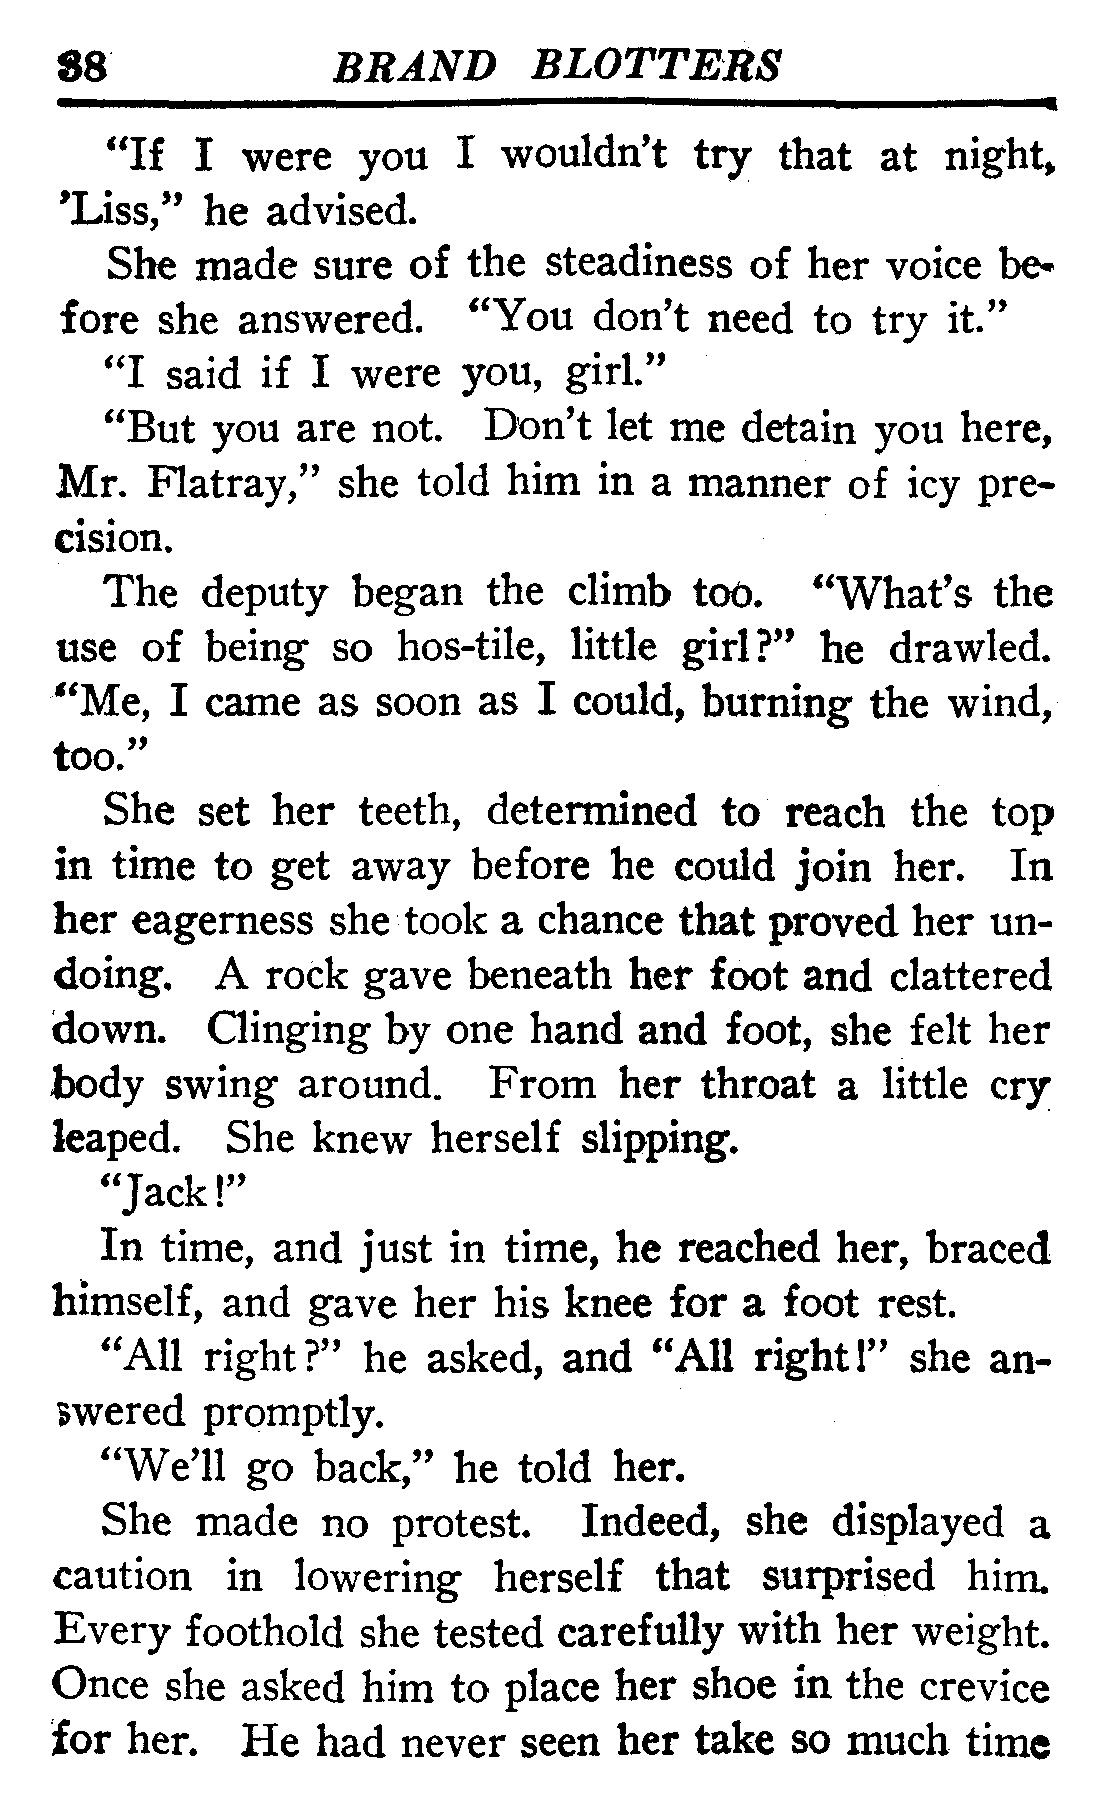 88 BRAND BLOTTERS
“If I were you I wouldn’t try that at night,
’Liss,” he advised.
She made sure of the steadiness of her voice be-
fore she answered. “You don’t need to try it.”
“I said if I were you, girl.”
“But you are not. Don’t let me detain you here,
Mr. Flatray,” she told him in a manner of icy pre-
cision.
The deputy began the climb too. “What’s the
use of being so hos-tile, little girl?” he drawled.
“Me, I came as soon as I could, burning the wind,
too.”
She set her teeth, determined to reach the top
in time to get away before he could join her. In
her eagerness she took a chance that proved her un-
doing. A rock gave beneath her foot and clattered
down. Clinging by one hand and foot, she felt her
body swing around. From her throat a little cry
leaped. She knew herself slipping.
“Jack!”
In time, and just in time, he reached her, braced
himself, and gave her his knee for a foot rest.
“All right?” he asked, and “All right!” she an-
swered promptly.
“We’ll go back,” he told her.
She made no protest. Indeed, she displayed a
caution in lowering herself that surprised him.
Every foothold she tested carefully with her weight.
Once she asked him to place her shoe in the crevice
for her. He had never seen her take so much time